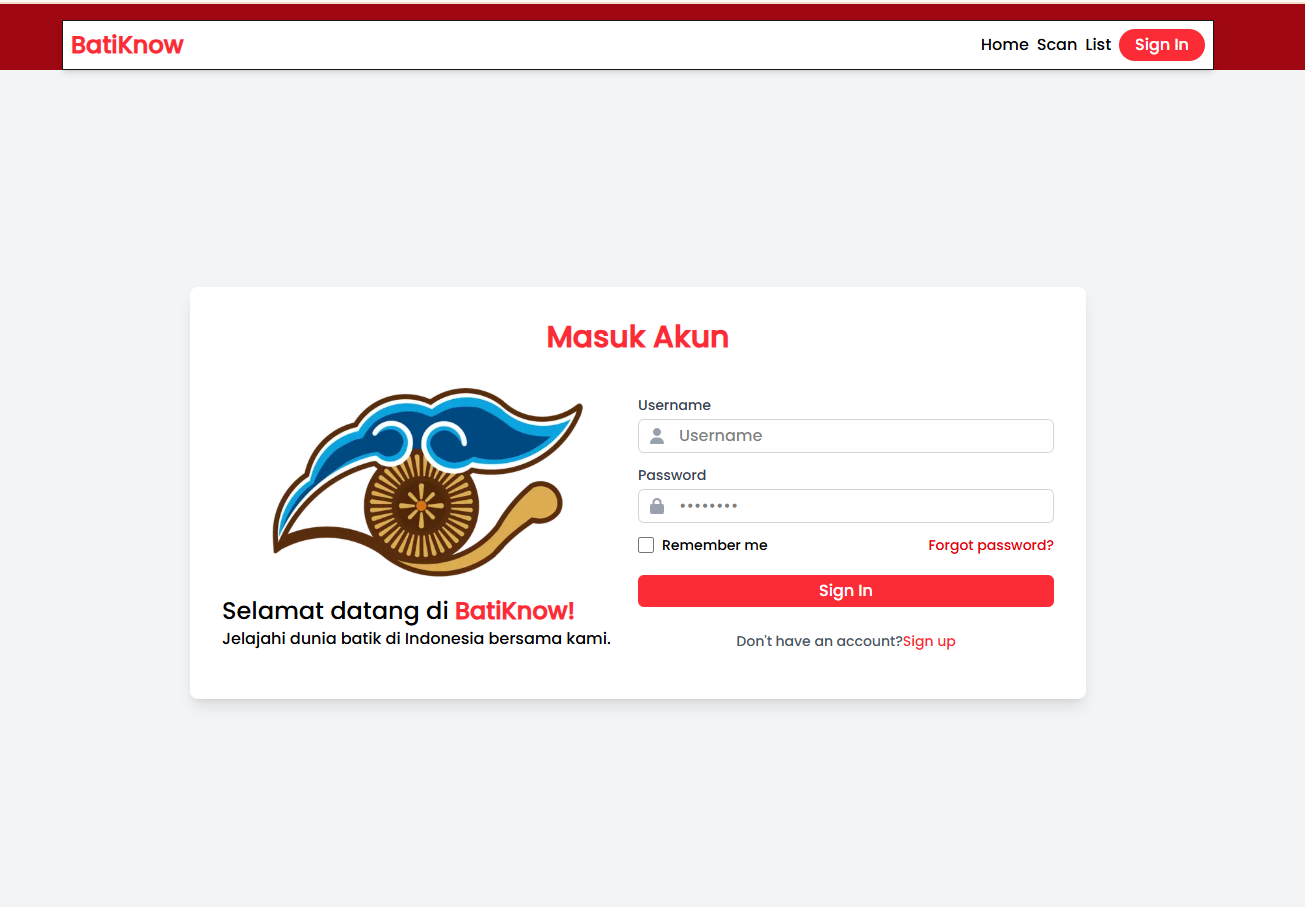 BatiKnow
Home Scan List Sign In
Masuk Akun
Selamat datang di BatiKnow!
Jelajahi dunia batik di Indonesia bersama kami.
Username
Username
Password
••••••••
Remember me
Forgot password?
Sign In
Don't have an account?Sign up